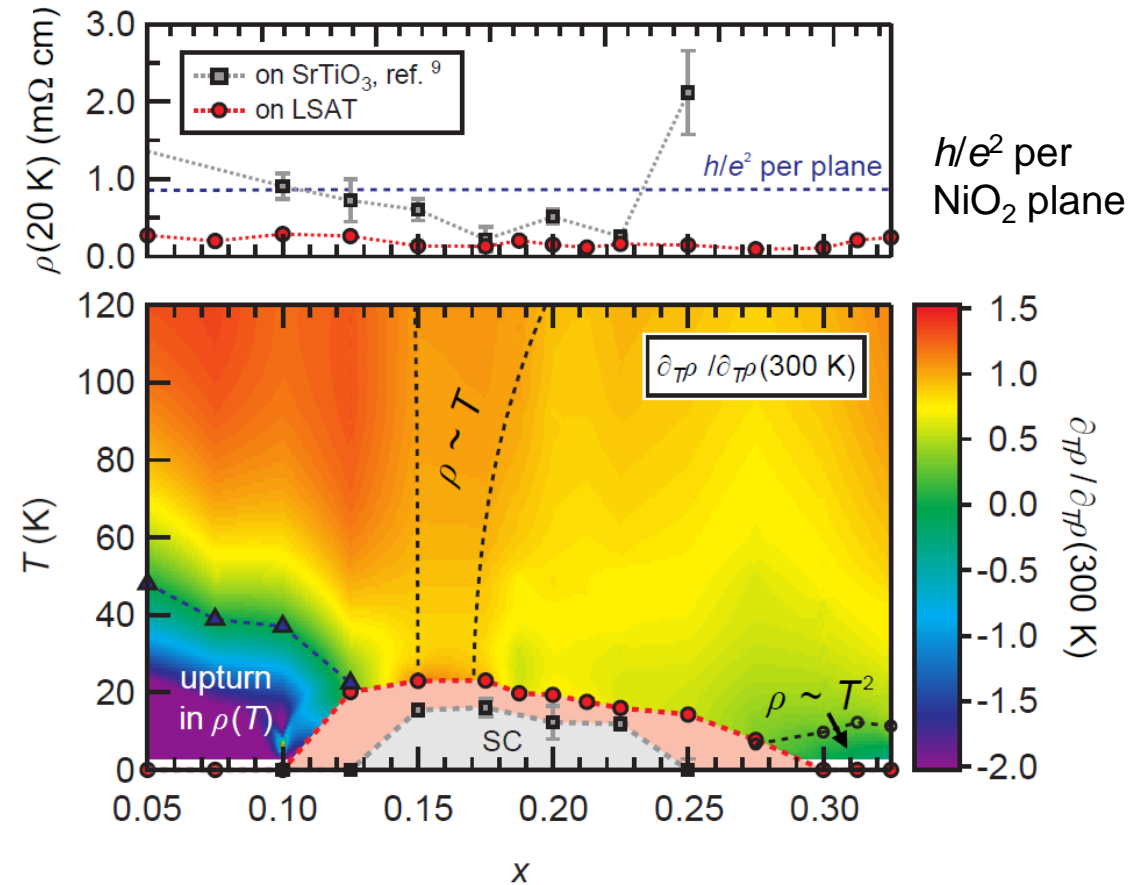 3.0
2.0
1.0
0.0
ρ(20 K) (mΩ cm)
on SrTiO₃, ref. ⁹
on LSAT
h/e² per plane
h/e² per
NiO₂ plane
120
100
80
60
40
20
0
T (K)
∂Tρ /∂Tρ(300 K)
ρ ~ T
upturn
in ρ(T)
SC
ρ ~ T²
0.05 0.10 0.15 0.20 0.25 0.30
x
1.5
1.0
0.5
0.0
-0.5
-1.0
-1.5
-2.0
∂Tρ / ∂Tρ(300 K)